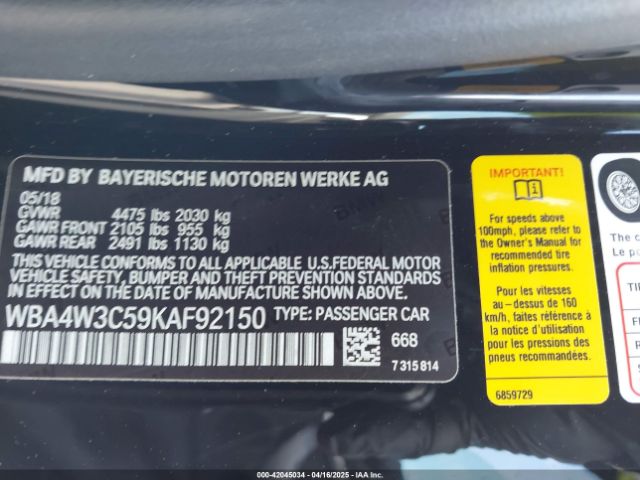 MFD BY BAYERISCHE MOTOREN WERKE AG
05/18
GVWR 4475 lbs 2030 kg
GAWR FRONT 2105 lbs 955 kg
GAWR REAR 2491 lbs 1130 kg
THIS VEHICLE CONFORMS TO ALL APPLICABLE U.S.FEDERAL MOTOR
VEHICLE SAFETY, BUMPER AND THEFT PREVENTION STANDARDS
IN EFFECT ON THE DATE OF MANUFACTURE SHOWN ABOVE.
WBA4W3C59KAF92150 TYPE: PASSENGER CAR
668
7 315 814
IMPORTANT!
For speeds above
100mph, please refer to
the Owner's Manual for
recommended tire
inflation pressures.
Pour les vitesses
au - dessus de 160
km/h, faites référence à
la notice d'utilisation
pour les pressions des
pneus recommandées.
6859729
The c
Le po
TI
000-42045034 - 04/16/2025 - IAA Inc.